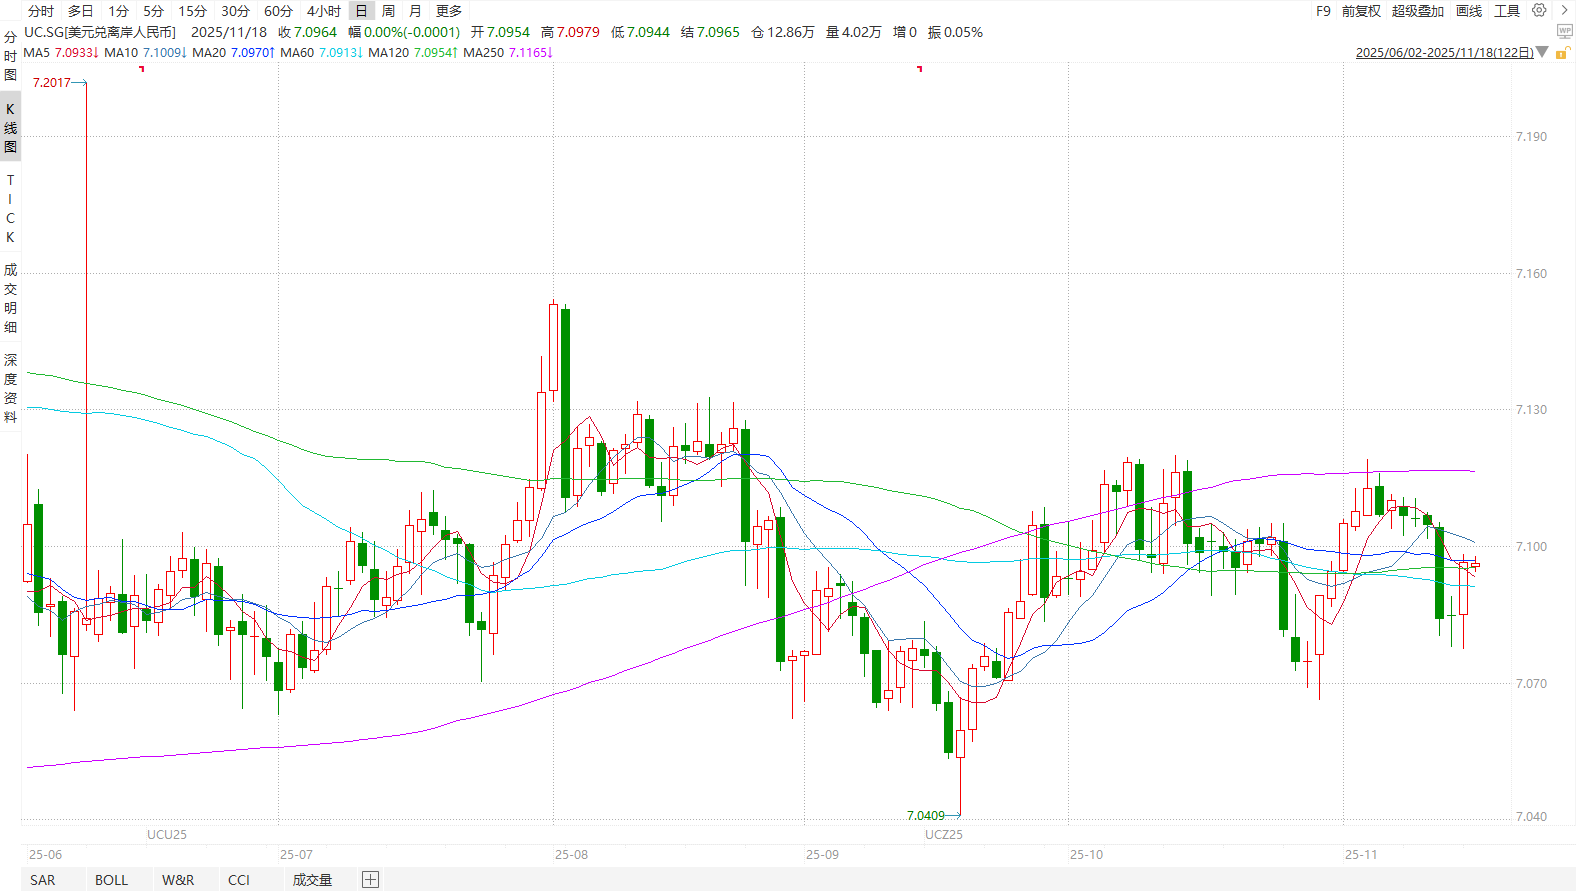 分时 多日 1分 5分 15分 30分 60分 4小时 日 周 月 更多 F9 前复权 超级叠加 画线 工具
UC.SG[美元兑离岸人民币] 2025/11/18 收7.0964 幅0.00%(-0.0001) 开7.0954 高7.0979 低7.0944 结7.0965 仓12.86万 量4.02万 增0 振0.05%
MA5 7.0933↓ MA10 7.1009↓ MA20 7.0970↑ MA60 7.0913↓ MA120 7.0954↑ MA250 7.1165↓
2025/06/02-2025/11/18(122日)
WP
分时图
K线图
TICK
成交明细
深度资料
7.2017
7.190
7.160
7.130
7.100
7.070
7.040
7.0409
UCU25 UCZ25
25-06 25-07 25-08 25-09 25-10 25-11
SAR BOLL W&R CCI 成交量